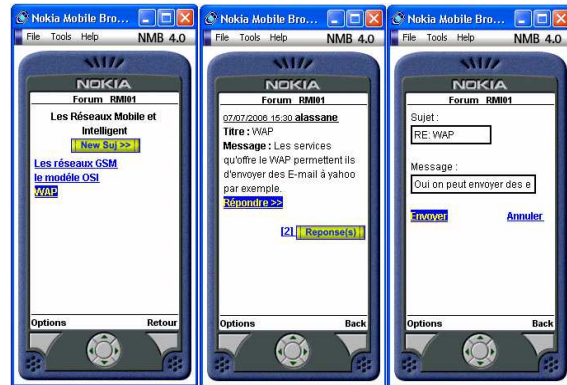 Nokia Mobile Bro...
File Tools Help NMB 4.0
NOKIA
Forum RMI01
Les Réseaux Mobile et
Intelligent
New Suj >>
Les réseaux GSM
le modéle OSI
WAP
Options Retour
Nokia Mobile Bro...
File Tools Help NMB 4.0
NOKIA
Forum RMI01
07/07/2006 15:30 alassane
Titre : WAP
Message : Les services
qu'offre le WAP permettent ils
d'envoyer des E-mail à yahoo
par exemple.
Répondre >>
[2] Reponse(s)
Options Back
Nokia Mobile Bro...
File Tools Help NMB 4.0
NOKIA
Forum RMI01
Sujet :
RE: WAP
Message :
Oui on peut envoyer des e
Envoyer Annuler
Options Back